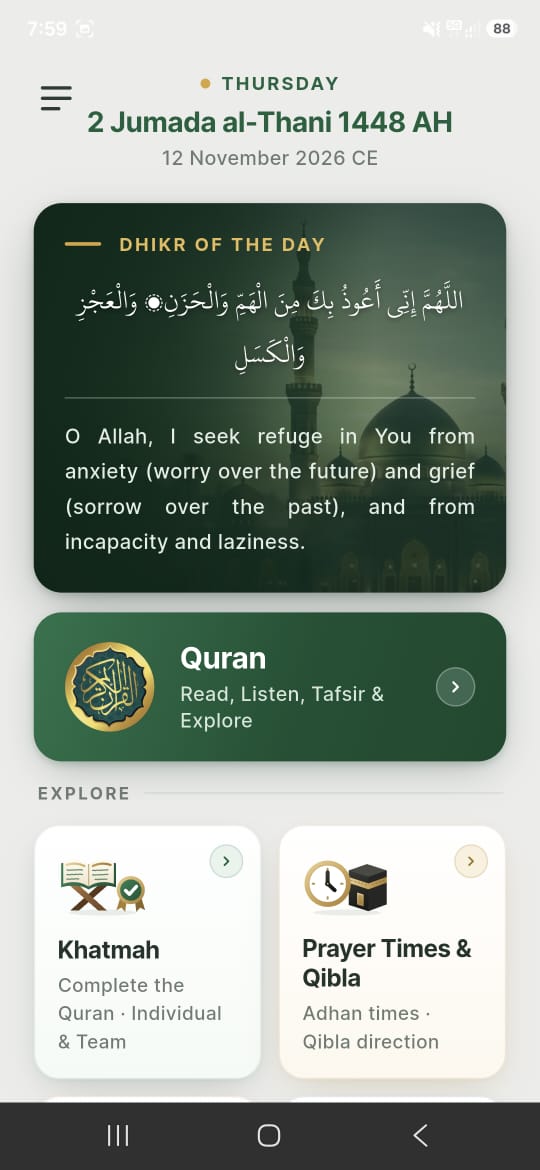 7:59
5G
88
THURSDAY
2 Jumada al-Thani 1448 AH
12 November 2026 CE
DHIKR OF THE DAY
اللَّهُمَّ إِنِّي أَعُوذُ بِكَ مِنَ الْهَمِّ وَالْحَزَنِ۞ وَالْعَجْزِ
وَالْكَسَلِ
O Allah, I seek refuge in You from
anxiety (worry over the future) and grief
(sorrow over the past), and from
incapacity and laziness.
Quran
Read, Listen, Tafsir &
Explore
EXPLORE
Khatmah
Complete the
Quran · Individual
& Team
Prayer Times &
Qibla
Adhan times ·
Qibla direction